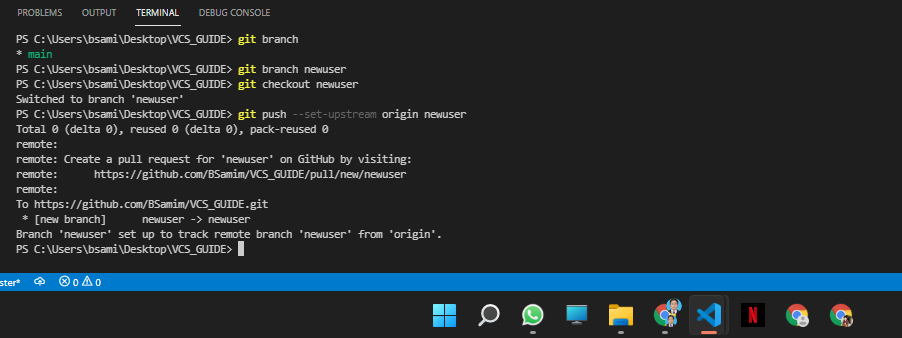 PROBLEMS OUTPUT TERMINAL DEBUG CONSOLE
PS C:\Users\bsami\Desktop\VCS_GUIDE> git branch
* main
PS C:\Users\bsami\Desktop\VCS_GUIDE> git branch newuser
PS C:\Users\bsami\Desktop\VCS_GUIDE> git checkout newuser
Switched to branch 'newuser'
PS C:\Users\bsami\Desktop\VCS_GUIDE> git push --set-upstream origin newuser
Total 0 (delta 0), reused 0 (delta 0), pack-reused 0
remote:
remote: Create a pull request for 'newuser' on GitHub by visiting:
remote:      https://github.com/BSamim/VCS_GUIDE/pull/new/newuser
remote:
To https://github.com/BSamim/VCS_GUIDE.git
 * [new branch]      newuser -> newuser
Branch 'newuser' set up to track remote branch 'newuser' from 'origin'.
PS C:\Users\bsami\Desktop\VCS_GUIDE>
ster* 0 0
N